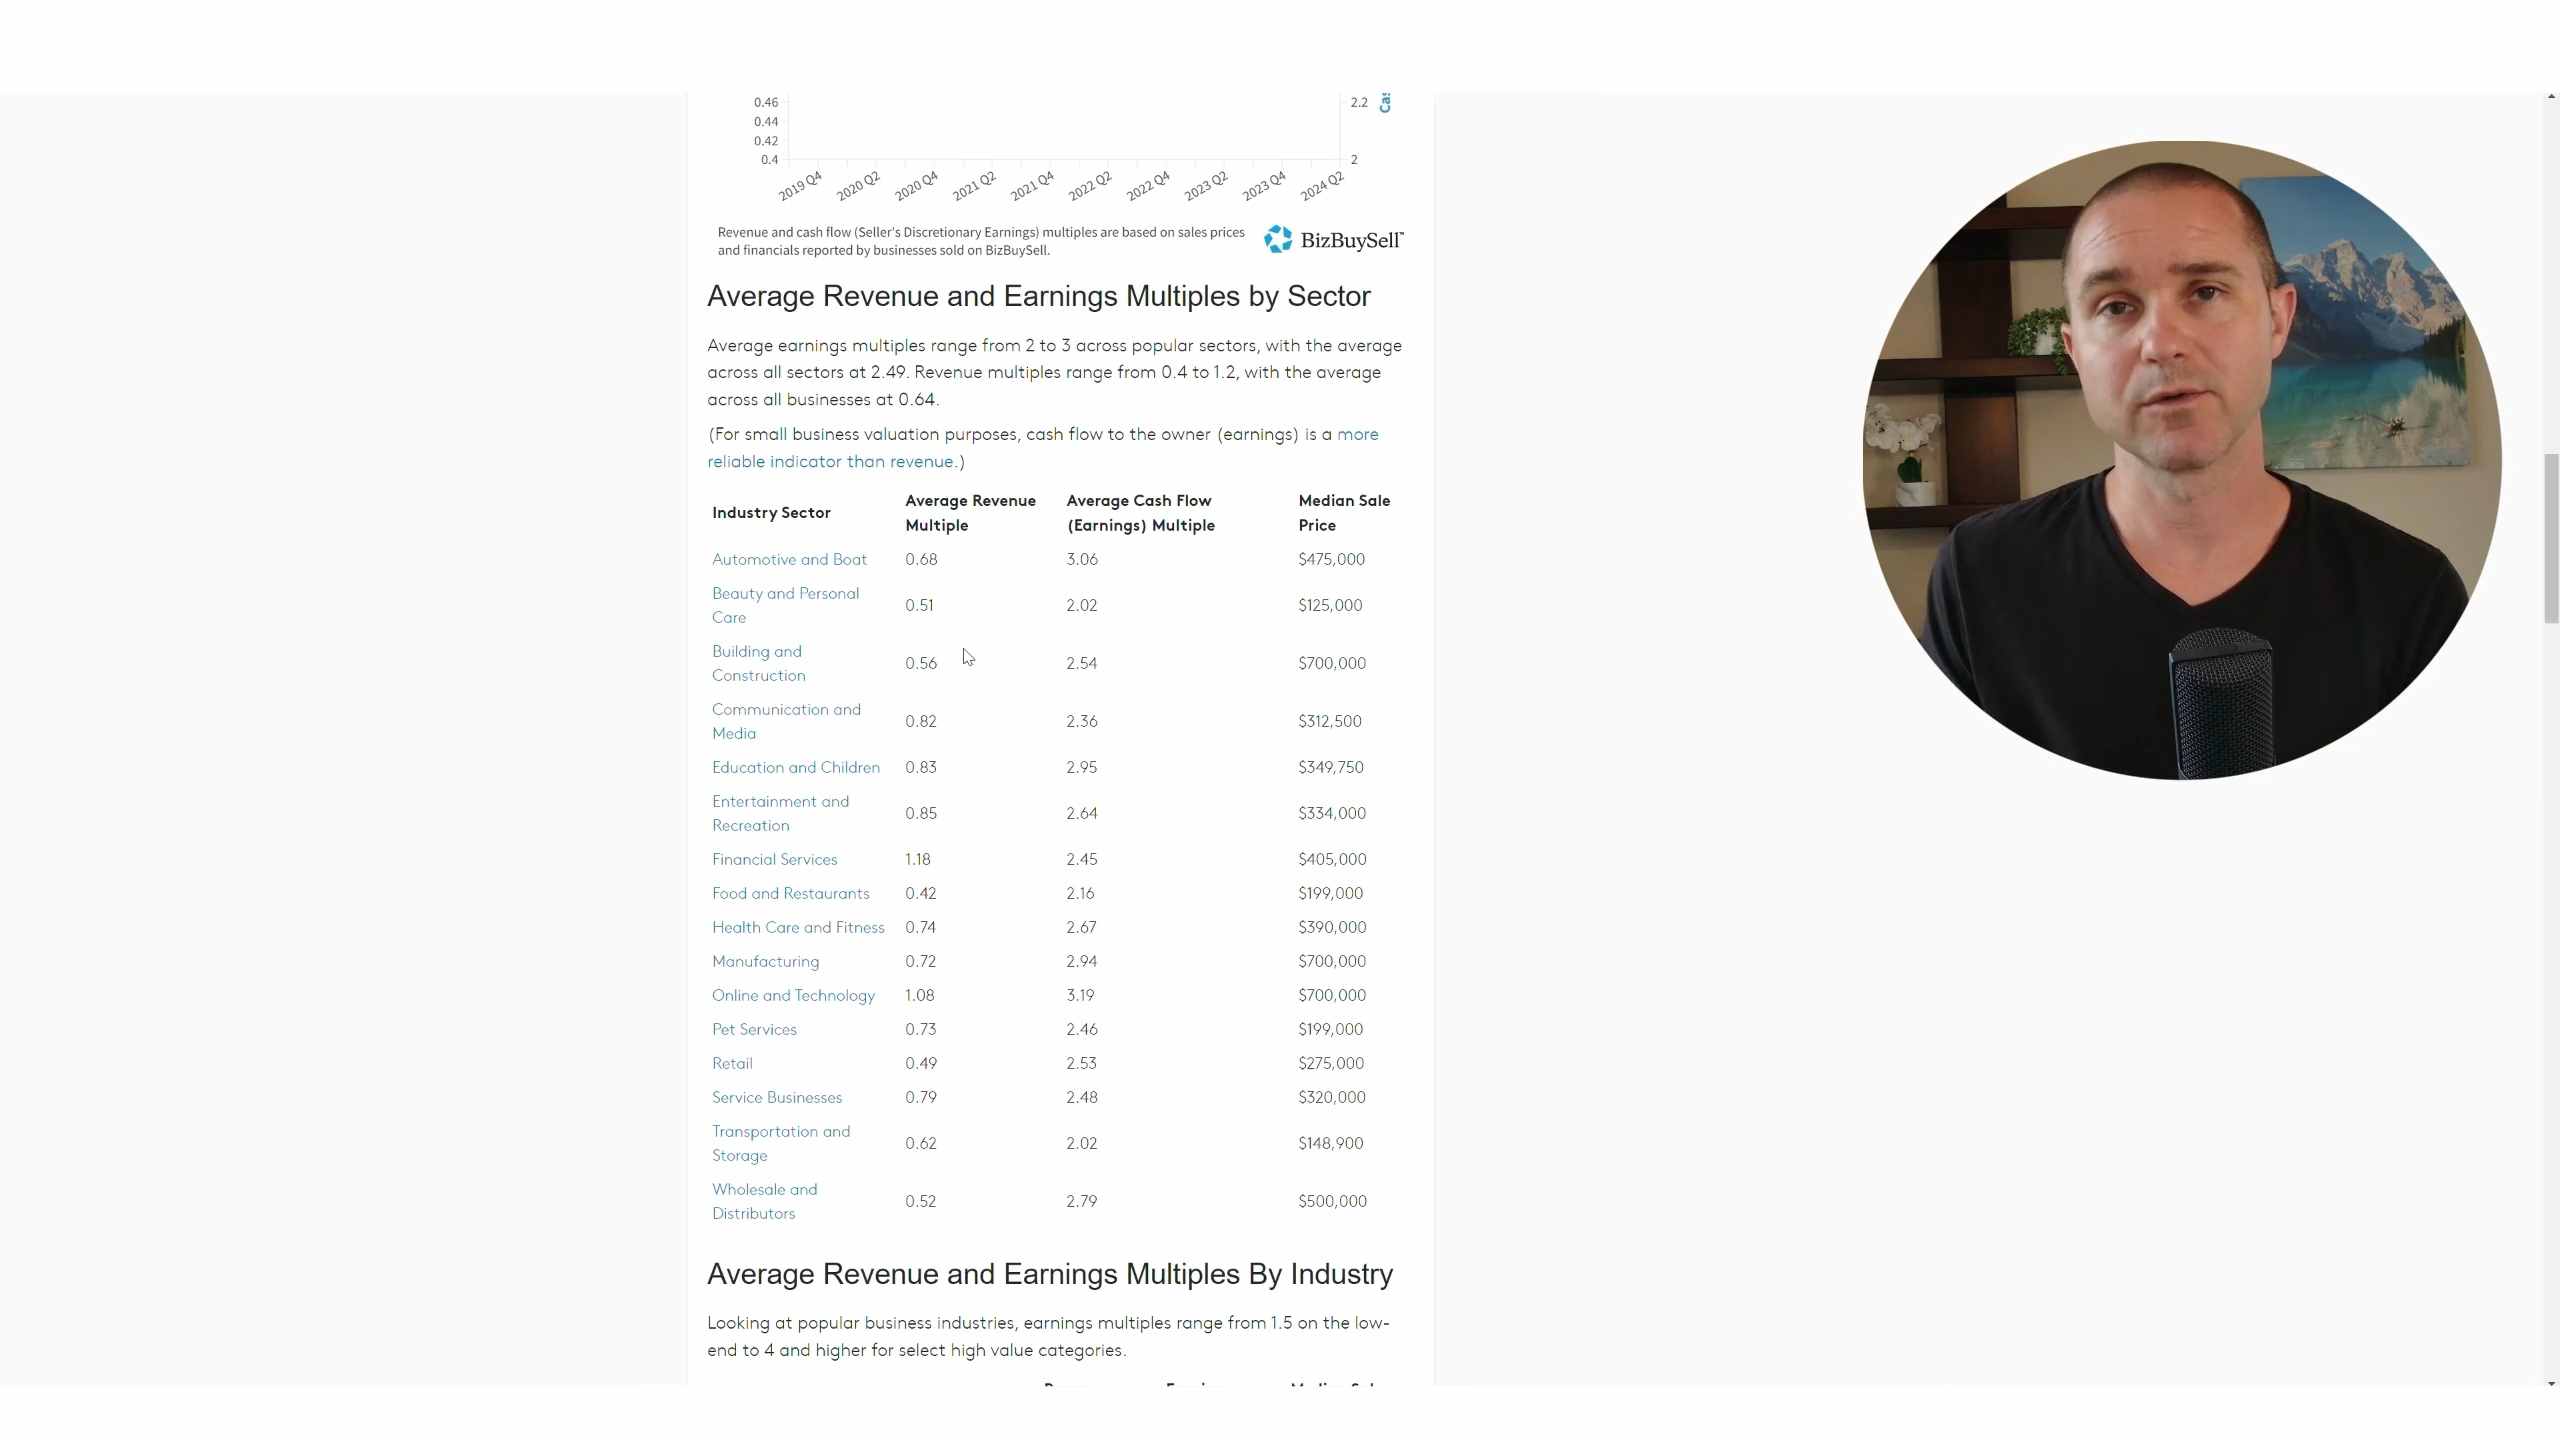 0.46
0.44
0.42
0.4
2.2
2
2019 Q4 2020 Q2 2020 Q4 2021 Q2 2021 Q4 2022 Q2 2022 Q4 2023 Q2 2023 Q4 2024 Q2
Revenue and cash flow (Seller's Discretionary Earnings) multiples are based on sales prices
and financials reported by businesses sold on BizBuySell.
BizBuySell™
Average Revenue and Earnings Multiples by Sector
Average earnings multiples range from 2 to 3 across popular sectors, with the average
across all sectors at 2.49. Revenue multiples range from 0.4 to 1.2, with the average
across all businesses at 0.64.
(For small business valuation purposes, cash flow to the owner (earnings) is a more
reliable indicator than revenue.)
Industry Sector Average Revenue Multiple Average Cash Flow (Earnings) Multiple Median Sale Price
Automotive and Boat 0.68 3.06 $475,000
Beauty and Personal Care 0.51 2.02 $125,000
Building and Construction 0.56 2.54 $700,000
Communication and Media 0.82 2.36 $312,500
Education and Children 0.83 2.95 $349,750
Entertainment and Recreation 0.85 2.64 $334,000
Financial Services 1.18 2.45 $405,000
Food and Restaurants 0.42 2.16 $199,000
Health Care and Fitness 0.74 2.67 $390,000
Manufacturing 0.72 2.94 $700,000
Online and Technology 1.08 3.19 $700,000
Pet Services 0.73 2.46 $199,000
Retail 0.49 2.53 $275,000
Service Businesses 0.79 2.48 $320,000
Transportation and Storage 0.62 2.02 $148,900
Wholesale and Distributors 0.52 2.79 $500,000
Average Revenue and Earnings Multiples By Industry
Looking at popular business industries, earnings multiples range from 1.5 on the low-
end to 4 and higher for select high value categories.